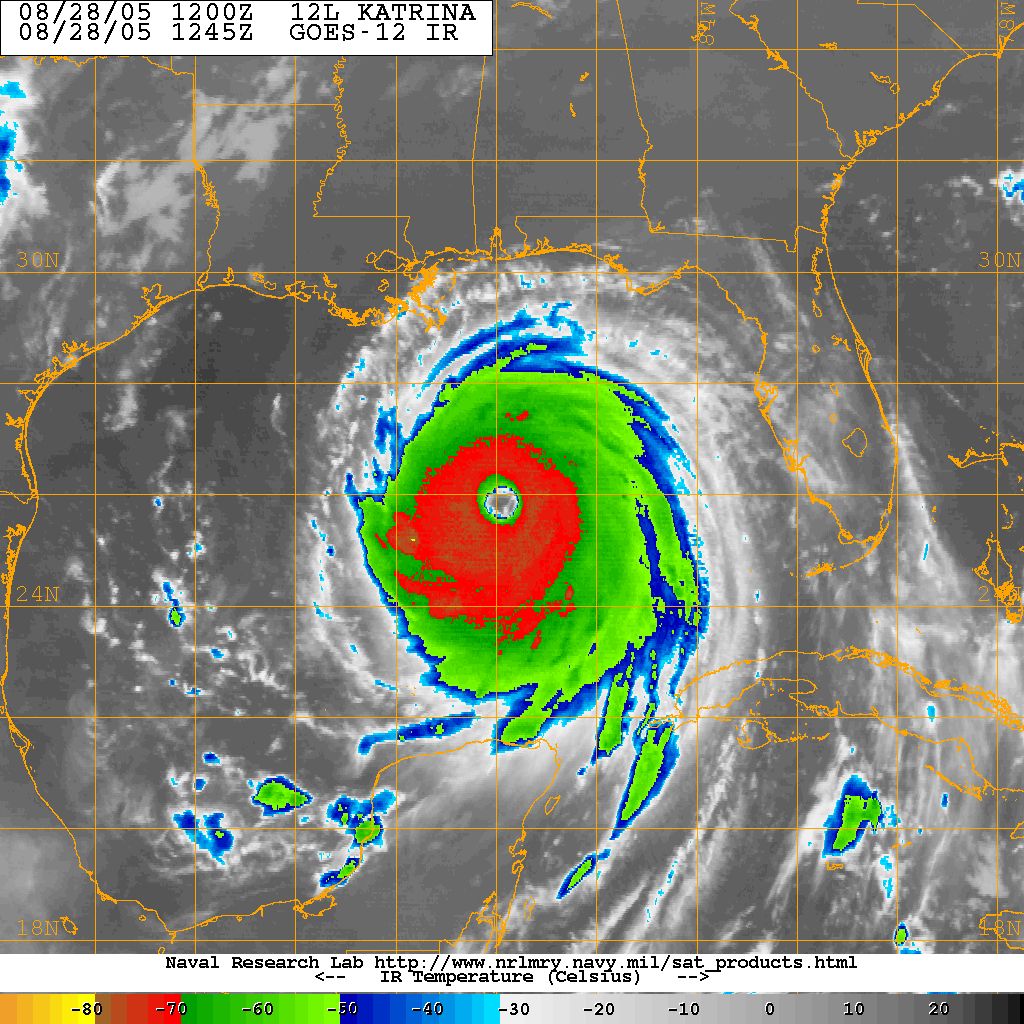 08/28/05 1200Z 12L KATRINA
08/28/05 1245Z GOES-12 IR
30N 30N
24N
18N 18N
Naval Research Lab http://www.nrlmry.navy.mil/sat_products.html
<-- IR Temperature (Celsius) -->
-80 -70 -60 -50 -40 -30 -20 -10 0 10 20